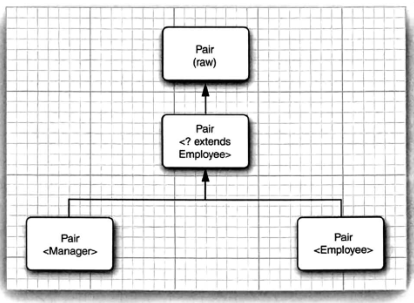 Pair
(raw)
Pair
<? extends
Employee>
Pair
<Manager>
Pair
<Employee>